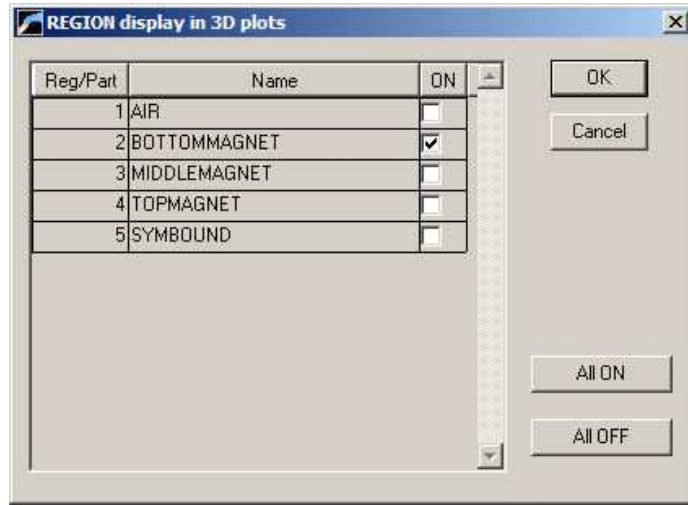 REGION display in 3D plots
Reg/Part Name ON
1 AIR
2 BOTTOMMAGNET
3 MIDDLEMAGNET
4 TOPMAGNET
5 SYMBOUND
OK
Cancel
All ON
All OFF